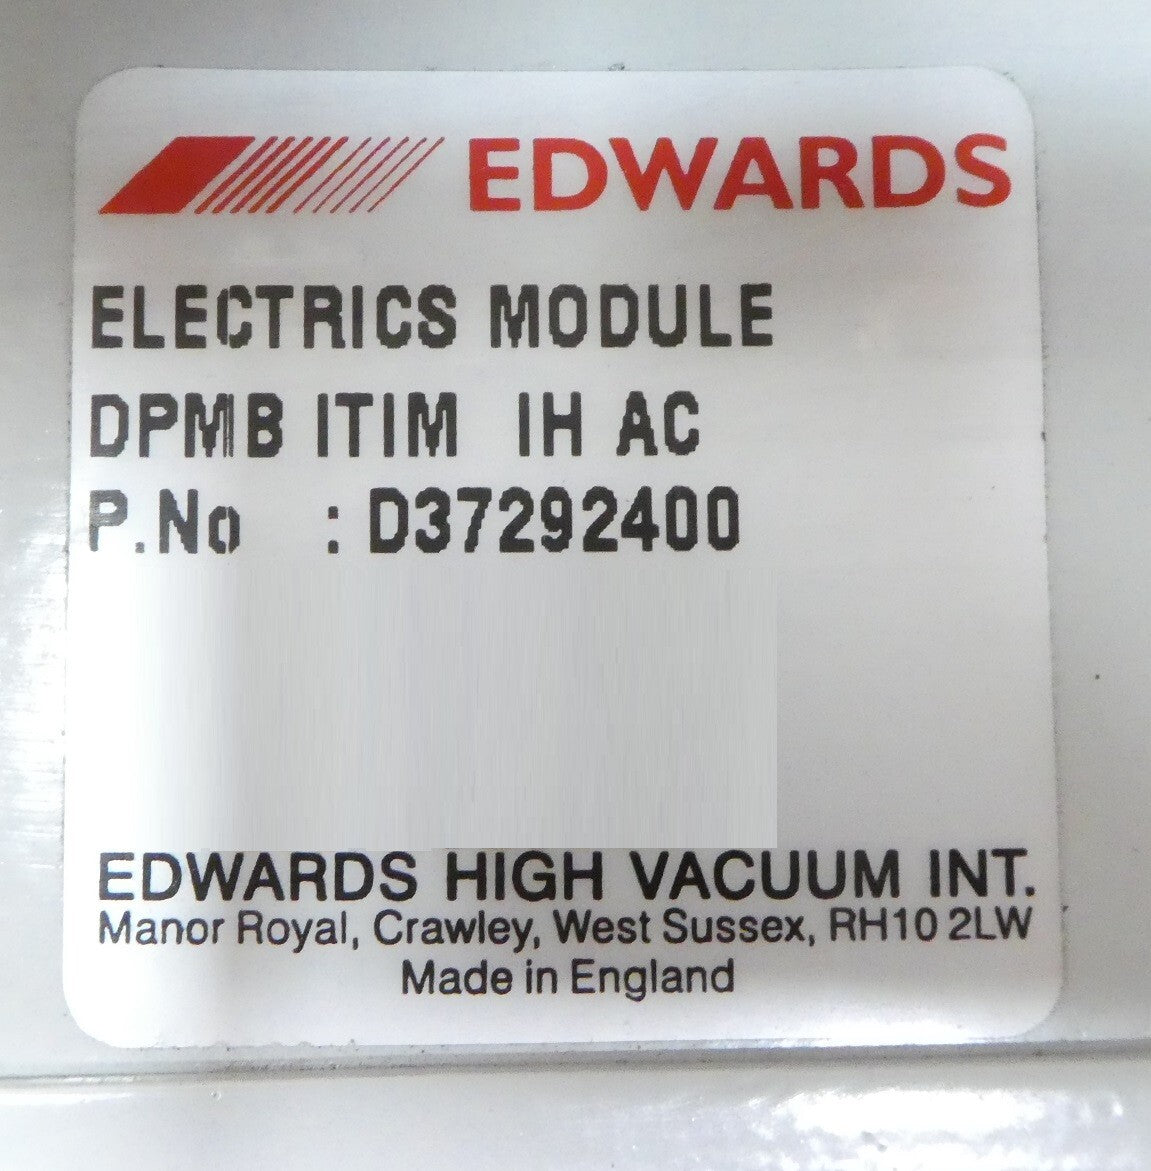 EDWARDS
ELECTRICS MODULE
DPMB ITIM IH AC
P.No : D37292400
EDWARDS HIGH VACUUM INT.
Manor Royal, Crawley, West Sussex, RH10 2LW
Made in England